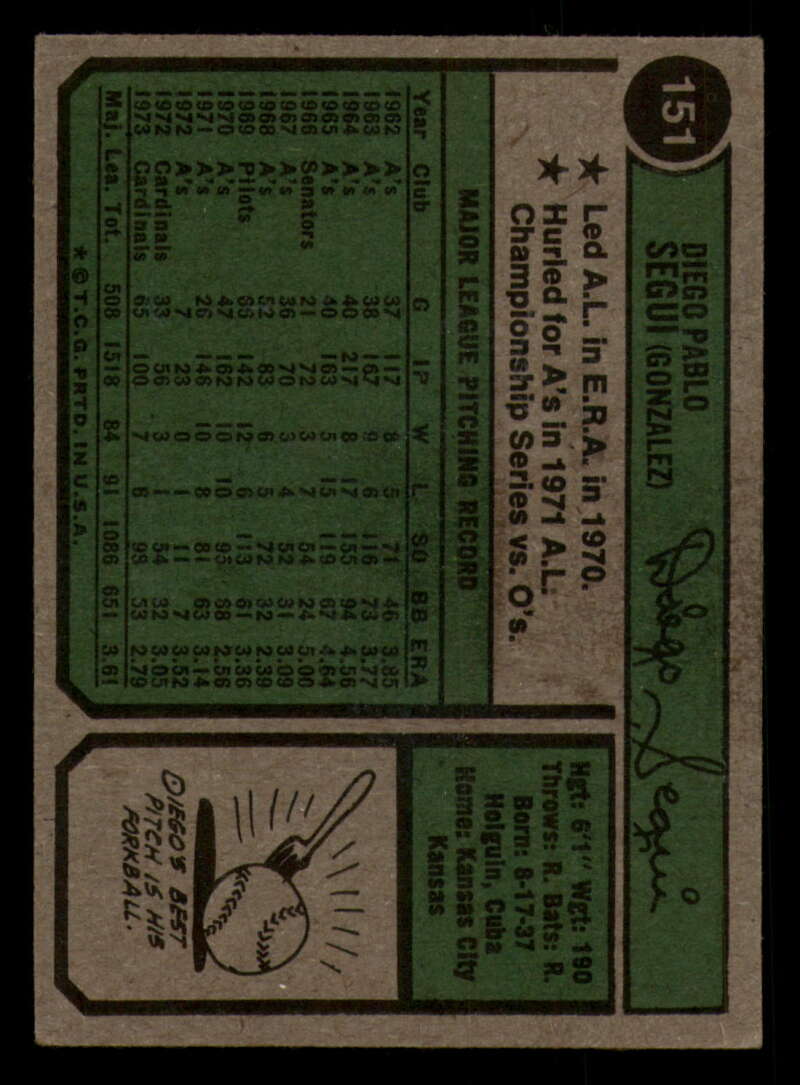 151
DIEGO PABLO
SEGUI (GONZALEZ)
Diego Segui
★ Led A.L. in E.R.A. in 1970.
★ Hurled for A's in 1971 A.L.
Championship Series vs. O's.
MAJOR LEAGUE PITCHING RECORD
Year Club G IP W L SO BB ERA
1962 A's 37 117 8 5 71 46 3.85
1963 A's 38 167 9 6 116 73 3.77
1964 A's 40 217 8 17 155 94 4.56
1965 A's 40 163 5 15 119 67 4.64
1966 Senators 21 72 3 7 54 24 5.00
1967 A's 36 70 3 4 52 31 3.09
1968 A's 52 83 6 5 72 32 2.39
1969 Pilots 66 142 12 6 113 61 3.36
1970 A's 47 162 10 10 95 68 2.56
1971 A's 26 146 10 8 81 63 3.14
1972 A's 7 23 0 1 11 7 3.52
1972 Cardinals 33 56 3 1 54 32 3.05
1973 Cardinals 65 100 7 6 93 53 2.79
Maj. Lea. Tot. 508 1518 84 91 1086 651 3.61
* © T.C.G. PRTD. IN U.S.A.
Hgt: 6'1" Wgt: 190
Throws: R. Bats: R.
Born: 8-17-37
Holguin, Cuba
Home: Kansas City
Kansas
DIEGO'S BEST
PITCH IS HIS
FORKBALL.